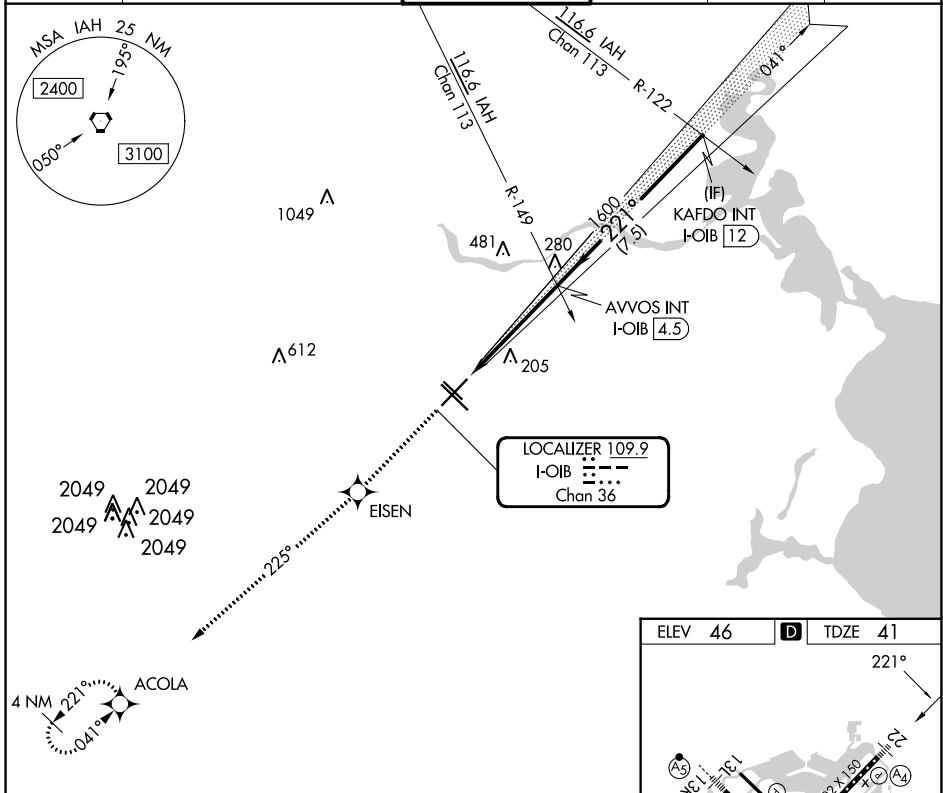 MSA IAH 25 NM
195°
2400
050°
3100
116.6 IAH
Chan 113
R-122
116.6 IAH
Chan 113
R-149
041°
1049
481
280
1600
221°
(7.5)
(IF)
KAFDO INT
I-OIB 12
AVVOS INT
I-OIB 4.5
612
205
LOCALIZER 109.9
I-OIB
Chan 36
EISEN
2049
2049
2049
2049
2049
225°
ACOLA
4 NM
221°
041°
ELEV 46
D
TDZE 41
221°
22
A5
13L
A4